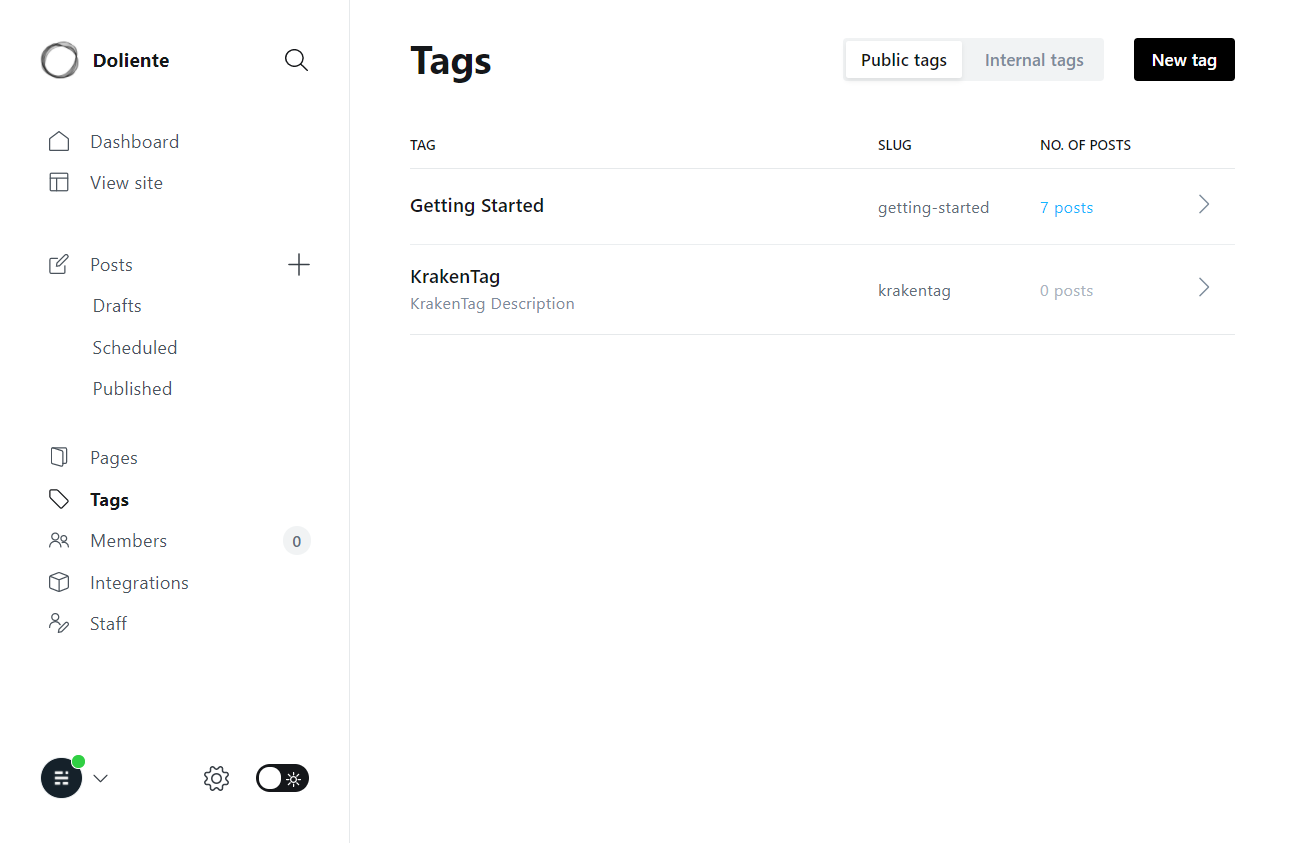 Doliente
Dashboard
View site
Posts
Drafts
Scheduled
Published
Pages
Tags
Members 0
Integrations
Staff
Tags
Public tags Internal tags New tag
TAG SLUG NO. OF POSTS
Getting Started getting-started 7 posts
KrakenTag krakentag 0 posts
KrakenTag Description